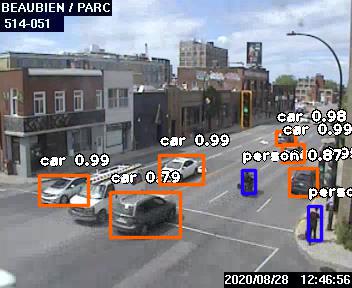 BEAUBIEN / PARC
514-051
car 0.98
car 0.99
car 0.99
person 0.87
car 0.99
car 0.79
perso
2020/08/28 12:46:56